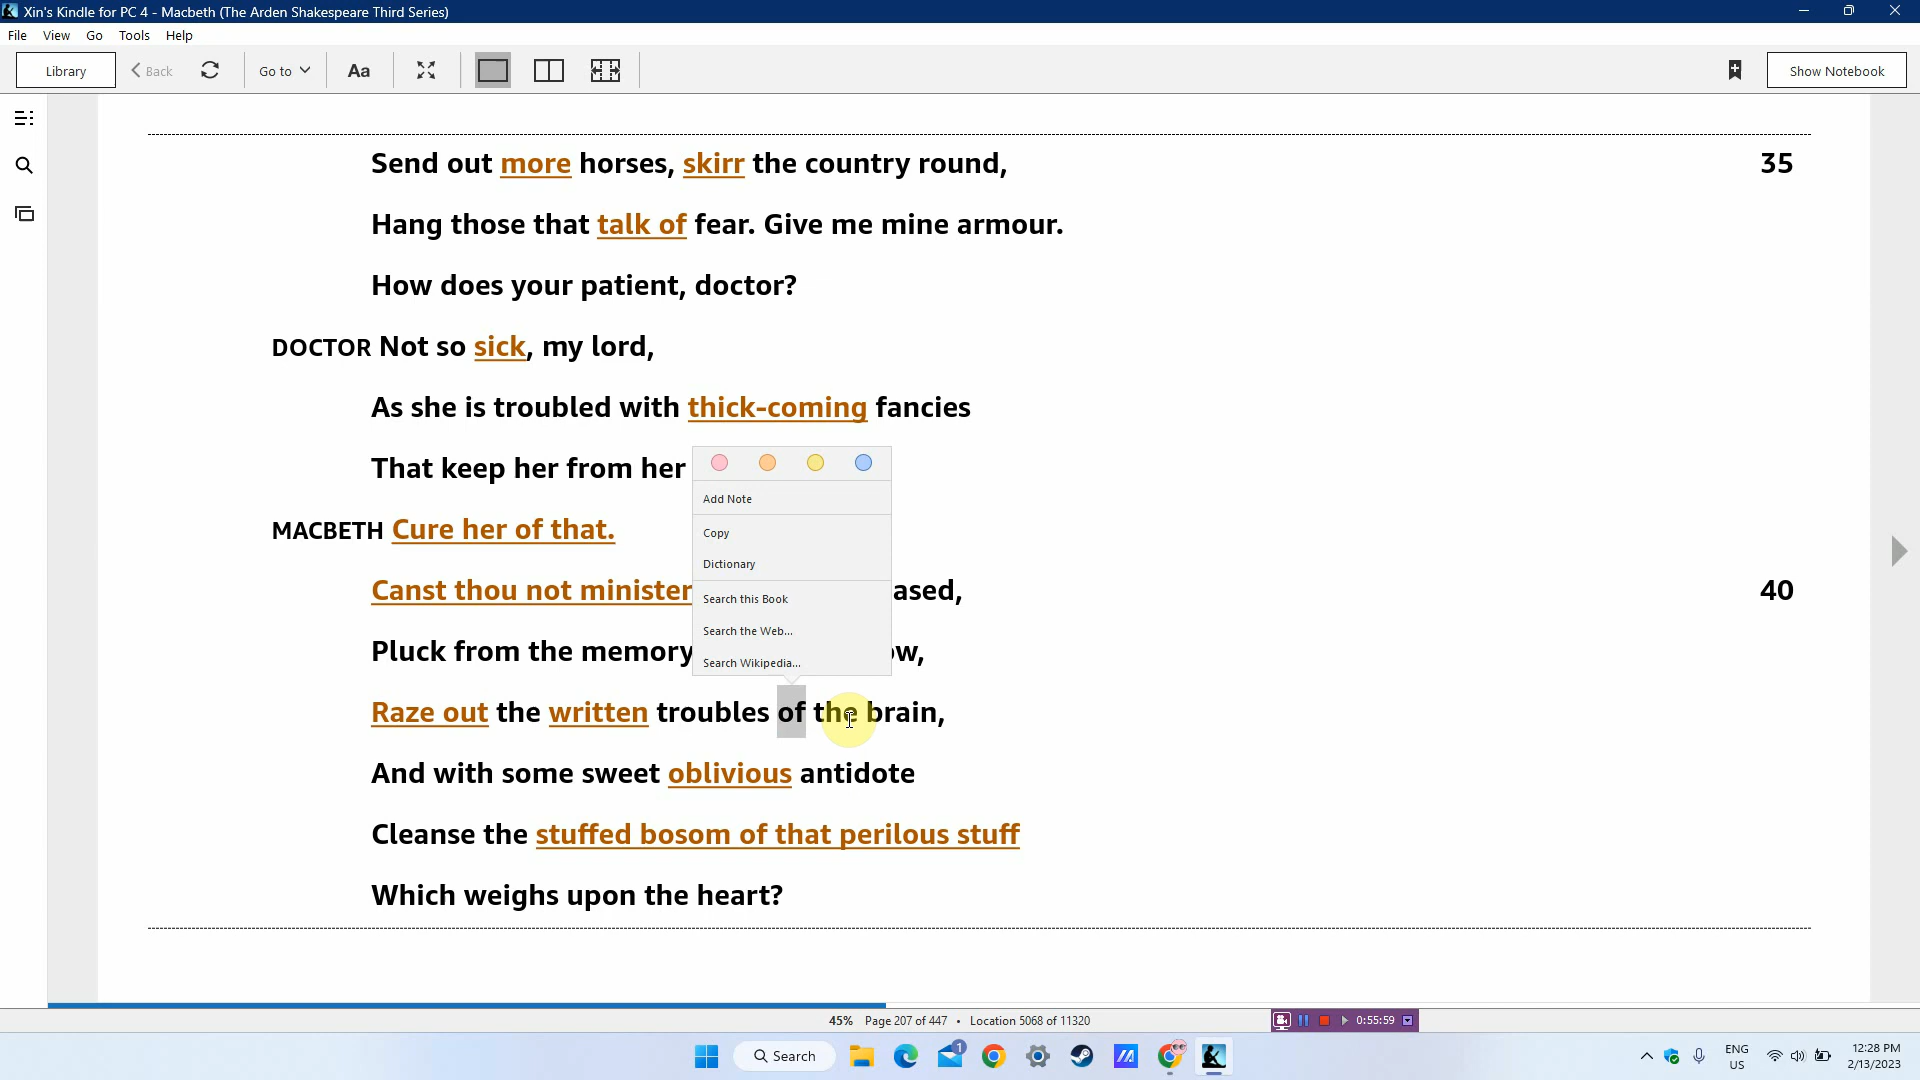 Xin's Kindle for PC 4 - Macbeth (The Arden Shakespeare Third Series)
File View Go Tools Help
Library Back Go to Aa Show Notebook
Send out more horses, skirr the country round, 35
Hang those that talk of fear. Give me mine armour.
How does your patient, doctor?
DOCTOR Not so sick, my lord,
As she is troubled with thick-coming fancies
That keep her from her
MACBETH Cure her of that.
Canst thou not minister ased, 40
Pluck from the memory ow,
Raze out the written troubles of the brain,
And with some sweet oblivious antidote
Cleanse the stuffed bosom of that perilous stuff
Which weighs upon the heart?
Add Note
Copy
Dictionary
Search this Book
Search the Web...
Search Wikipedia...
45% Page 207 of 447 • Location 5068 of 11320
0:55:59
Search
1
ENG
US
12:28 PM
2/13/2023